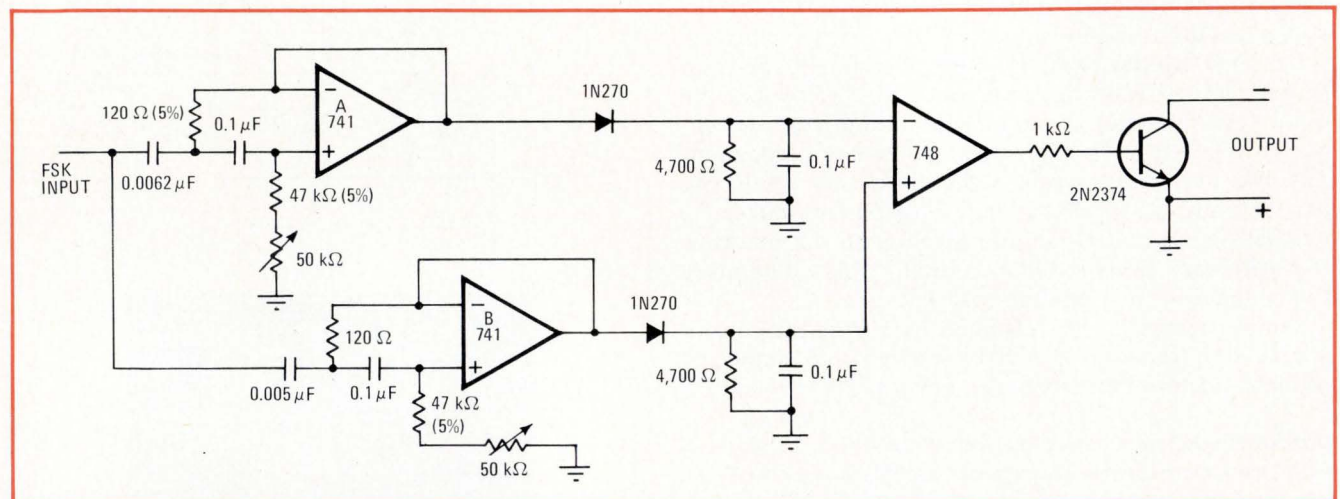 1N270
120 Ω (5%)
0.1 μF
−
A
741
+
FSK
INPUT
0.0062 μF
47 kΩ (5%)
50 kΩ
4,700 Ω
0.1 μF
−
748
+
1 kΩ
2N2374
−
OUTPUT
+
1N270
120 Ω
−
B
741
+
0.005 μF
0.1 μF
47 kΩ
(5%)
50 kΩ
4,700 Ω
0.1 μF